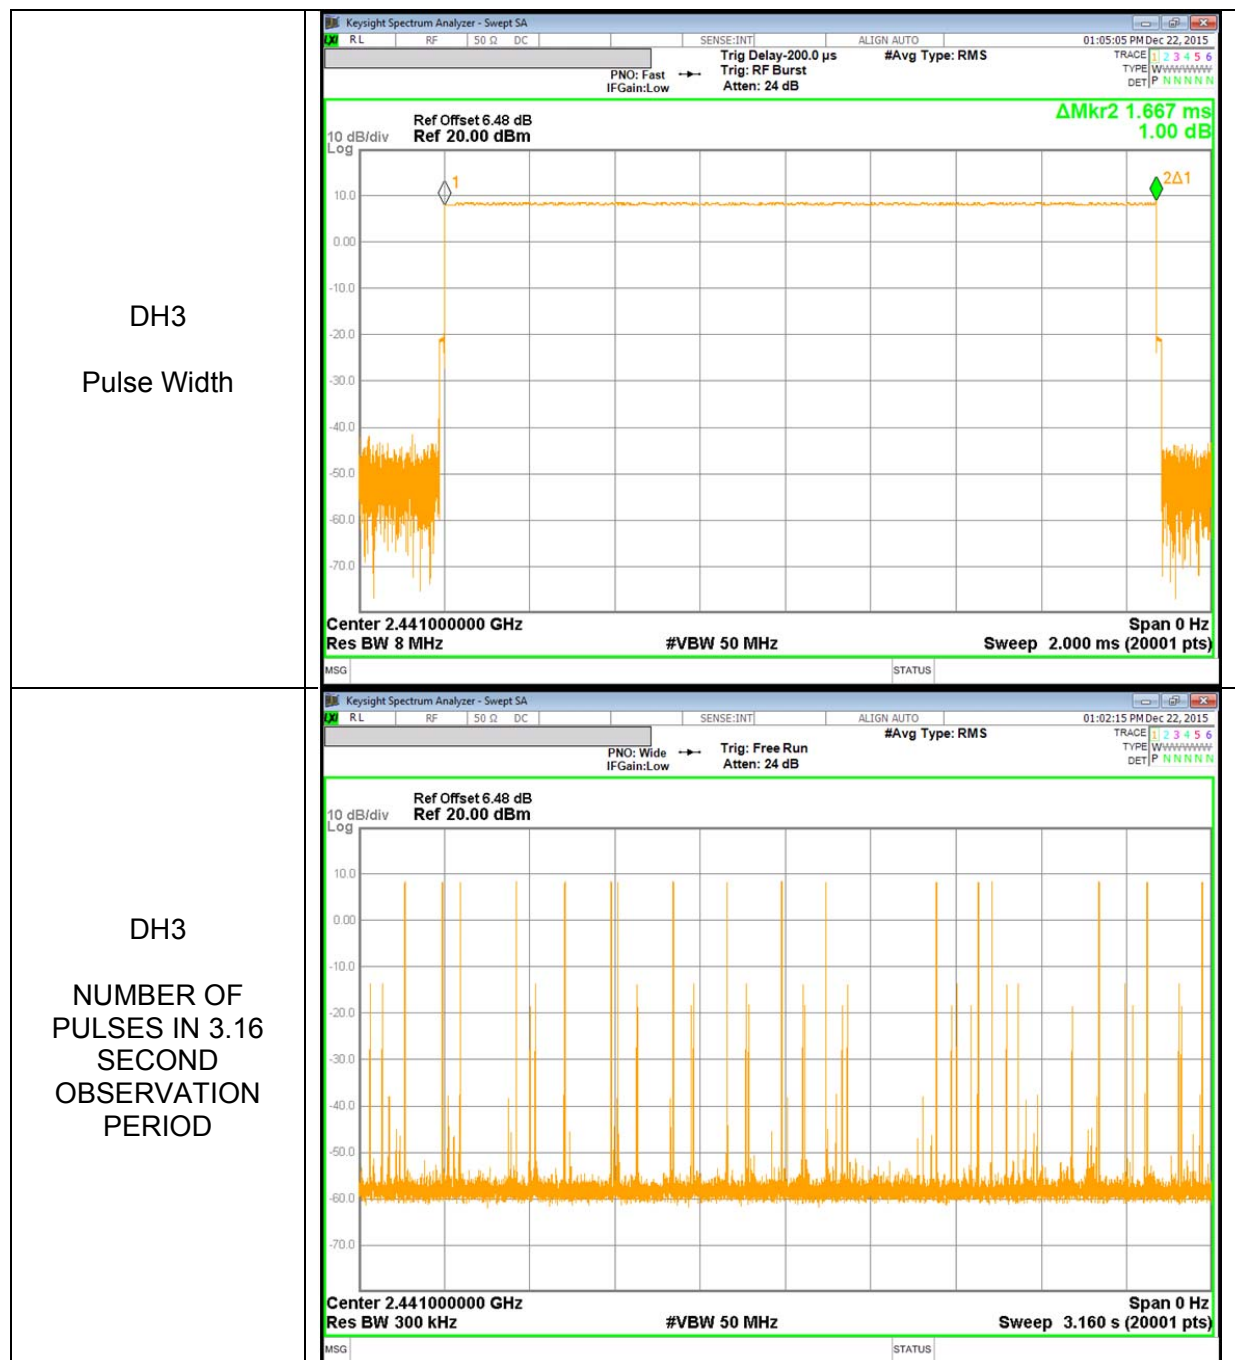 DH3
Pulse Width
Keysight Spectrum Analyzer - Swept SA
LXI RL RF 50 Ω DC SENSE:INT ALIGN AUTO 01:05:05 PM Dec 22, 2015
Trig Delay-200.0 µs #Avg Type: RMS TRACE 1 2 3 4 5 6
PNO: Fast Trig: RF Burst TYPE WWWWWW
IFGain:Low Atten: 24 dB DET P N N N N N
ΔMkr2 1.667 ms
Ref Offset 6.48 dB
10 dB/div Ref 20.00 dBm 1.00 dB
Log
1 2Δ1
10.0
0.00
-10.0
-20.0
-30.0
-40.0
-50.0
-60.0
-70.0
Center 2.441000000 GHz Span 0 Hz
Res BW 8 MHz #VBW 50 MHz Sweep 2.000 ms (20001 pts)
MSG STATUS
DH3
NUMBER OF
PULSES IN 3.16
SECOND
OBSERVATION
PERIOD
Keysight Spectrum Analyzer - Swept SA
LXI RL RF 50 Ω DC SENSE:INT ALIGN AUTO 01:02:15 PM Dec 22, 2015
#Avg Type: RMS TRACE 1 2 3 4 5 6
PNO: Wide Trig: Free Run TYPE WWWWWW
IFGain:Low Atten: 24 dB DET P N N N N N
Ref Offset 6.48 dB
10 dB/div Ref 20.00 dBm
Log
10.0
0.00
-10.0
-20.0
-30.0
-40.0
-50.0
-60.0
-70.0
Center 2.441000000 GHz Span 0 Hz
Res BW 300 kHz #VBW 50 MHz Sweep 3.160 s (20001 pts)
MSG STATUS